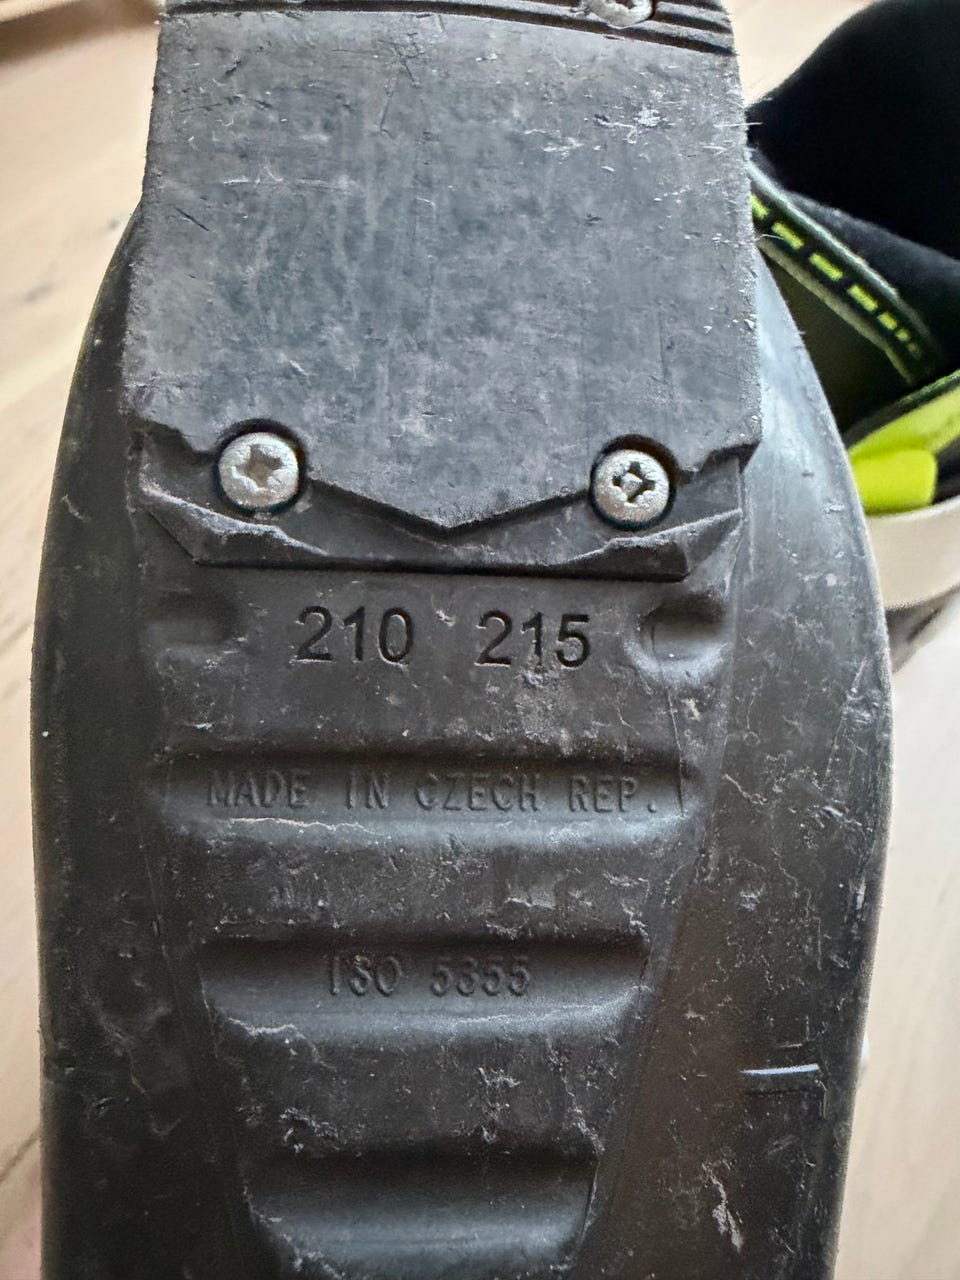 210 215
MADE IN CZECH REP.
ISO 5355